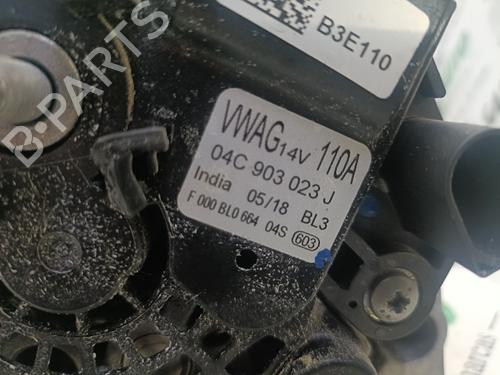 B3E110
VWAG 14V 110A
04C 903 023 J
India 05/18 BL3
F 000 BL0 664 04S 603
B-PARTS